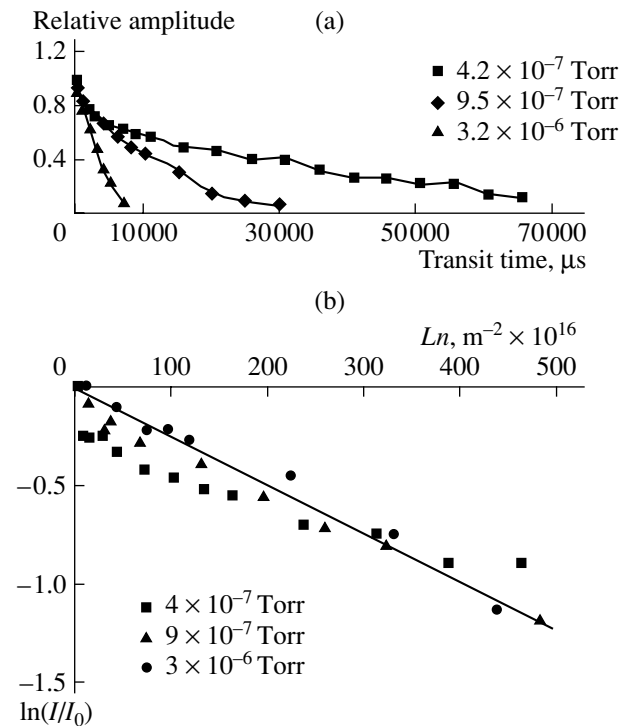 Relative amplitude
(a)
1.2
0.8
0.4
0
10000
30000
50000
70000
Transit time, μs
4.2 × 10⁻⁷ Torr
9.5 × 10⁻⁷ Torr
3.2 × 10⁻⁶ Torr
(b)
Ln, m⁻² × 10¹⁶
0
100
200
300
400
500
–0.5
–1.0
–1.5
ln(I/I₀)
4 × 10⁻⁷ Torr
9 × 10⁻⁷ Torr
3 × 10⁻⁶ Torr